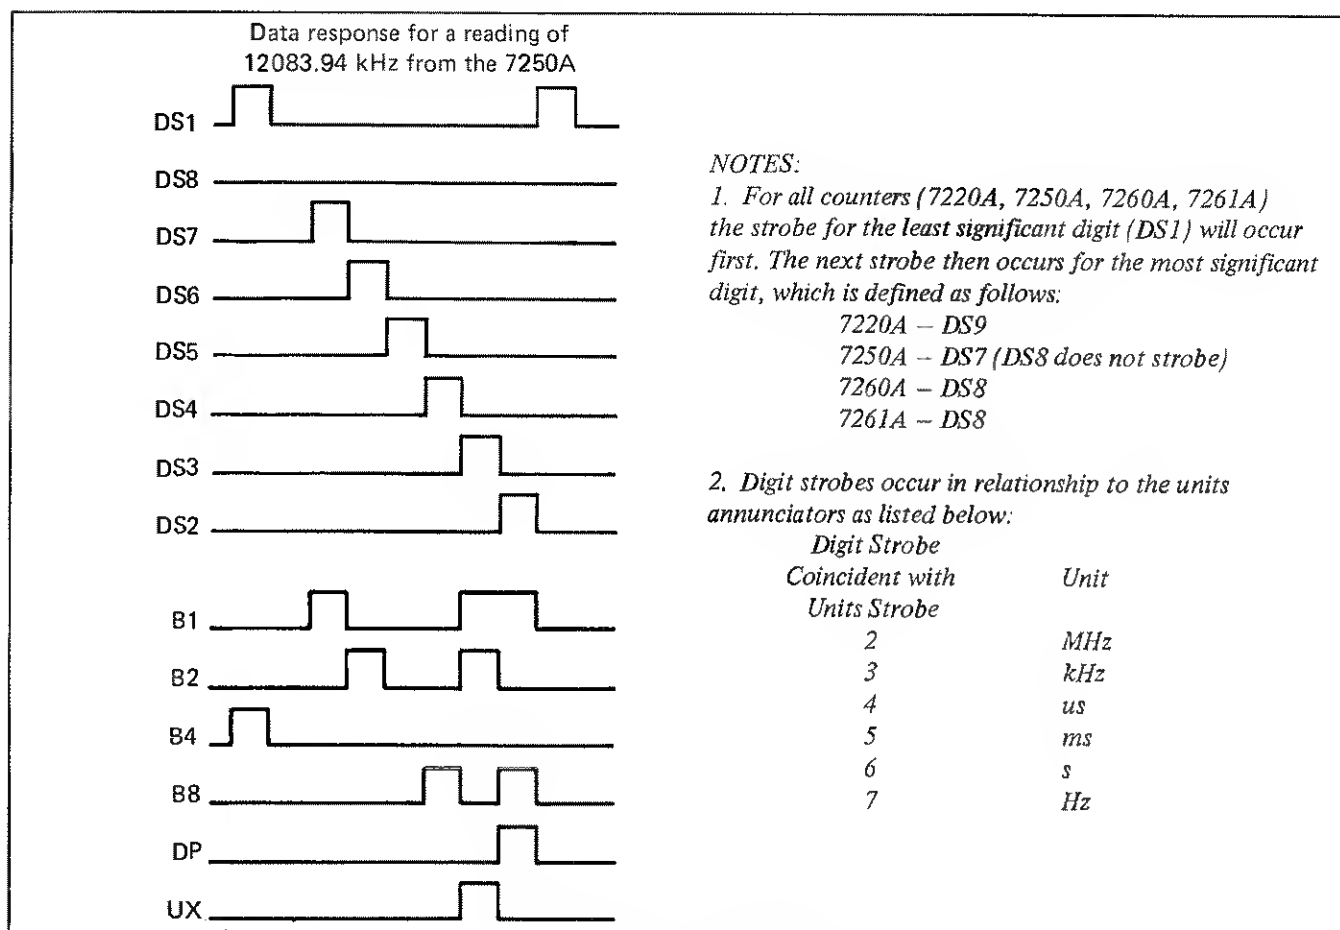 Data response for a reading of
12083.94 kHz from the 7250A
DS1
DS8
DS7
DS6
DS5
DS4
DS3
DS2
B1
B2
B4
B8
DP
UX
NOTES:
1. For all counters (7220A, 7250A, 7260A, 7261A)
the strobe for the least significant digit (DS1) will occur
first. The next strobe then occurs for the most significant
digit, which is defined as follows:
7220A – DS9
7250A – DS7 (DS8 does not strobe)
7260A – DS8
7261A – DS8
2. Digit strobes occur in relationship to the units
annunciators as listed below:
Digit Strobe
Coincident with Unit
Units Strobe
2 MHz
3 kHz
4 us
5 ms
6 s
7 Hz